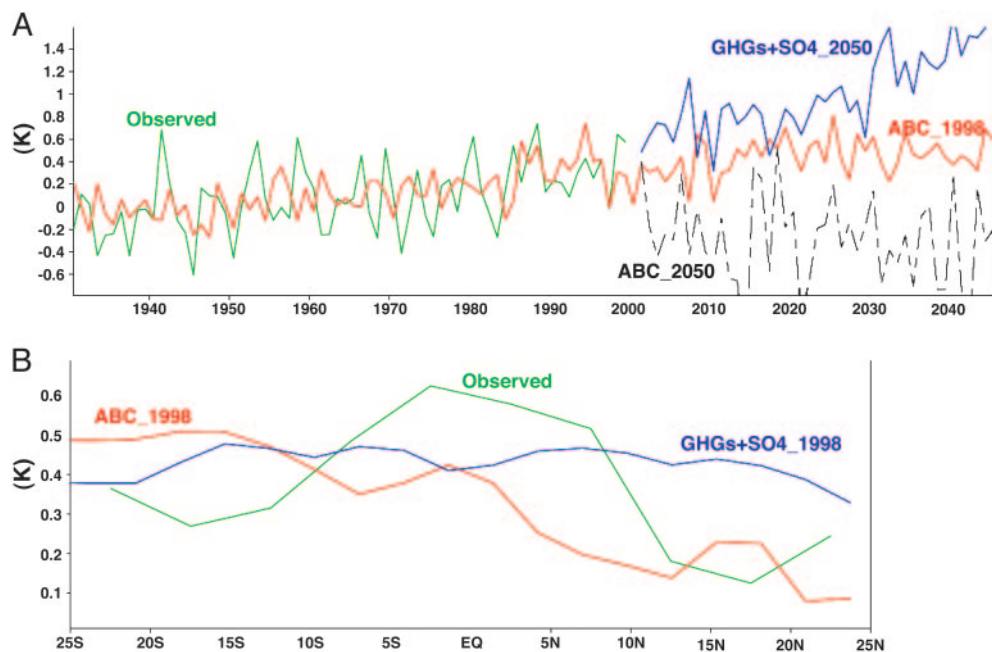 A
(K)
1.4
1.2
1
0.8
0.6
0.4
0.2
0
-0.2
-0.4
-0.6
Observed
GHGs+SO4_2050
ABC_1998
ABC_2050
1940 1950 1960 1970 1980 1990 2000 2010 2020 2030 2040
B
(K)
0.6
0.5
0.4
0.3
0.2
0.1
ABC_1998
Observed
GHGs+SO4_1998
25S 20S 15S 10S 5S EQ 5N 10N 15N 20N 25N